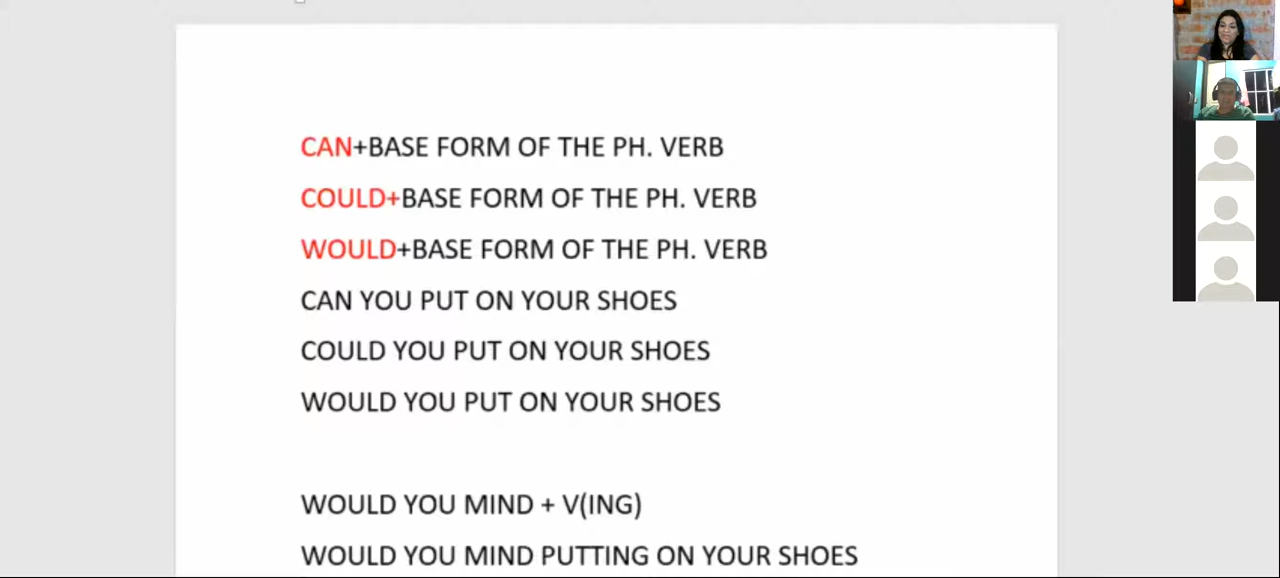 CAN+BASE FORM OF THE PH. VERB
COULD+BASE FORM OF THE PH. VERB
WOULD+BASE FORM OF THE PH. VERB
CAN YOU PUT ON YOUR SHOES
COULD YOU PUT ON YOUR SHOES
WOULD YOU PUT ON YOUR SHOES
WOULD YOU MIND + V(ING)
WOULD YOU MIND PUTTING ON YOUR SHOES